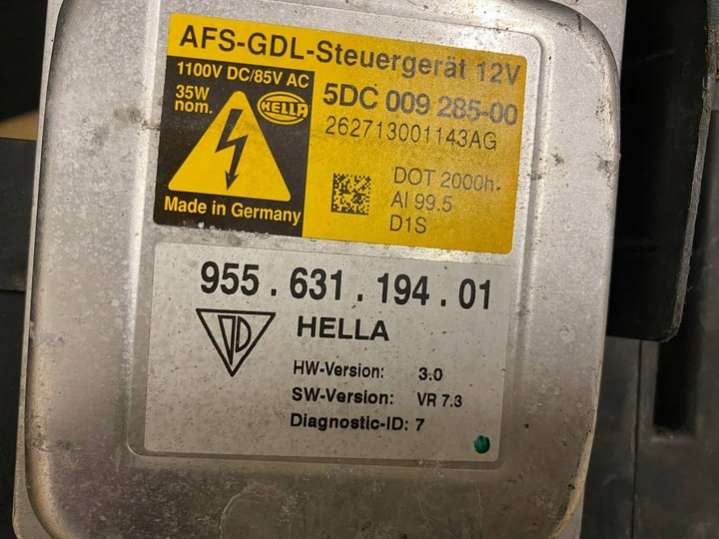 AFS-GDL-Steuergerät 12V
1100V DC/85V AC
35W
nom.
HELLA
Made in Germany
5DC 009 285-00
262713001143AG
DOT 2000h.
Al 99.5
D1S
955 . 631 . 194 . 01
HELLA
HW-Version: 3.0
SW-Version: VR 7.3
Diagnostic-ID: 7